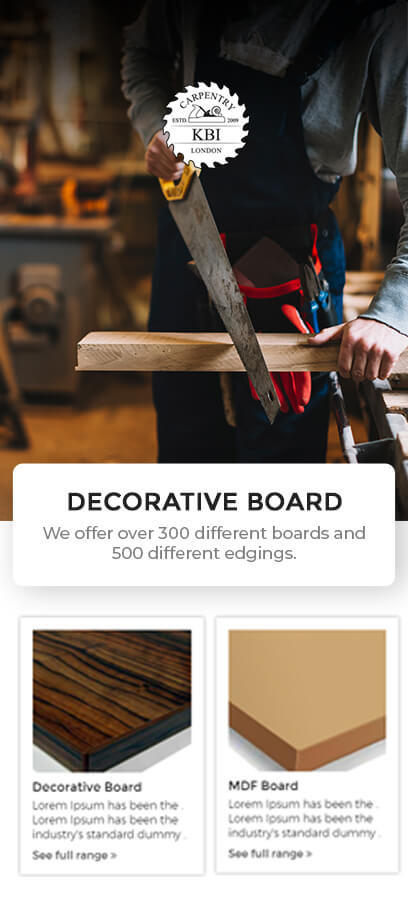 CARPENTRY
ESTD. 2009
KBI
LONDON
DECORATIVE BOARD
We offer over 300 different boards and
500 different edgings.
Decorative Board
Lorem Ipsum has been the .
Lorem Ipsum has been the
industry's standard dummy .
See full range »
MDF Board
Lorem Ipsum has been the .
Lorem Ipsum has been the
industry's standard dummy .
See full range »